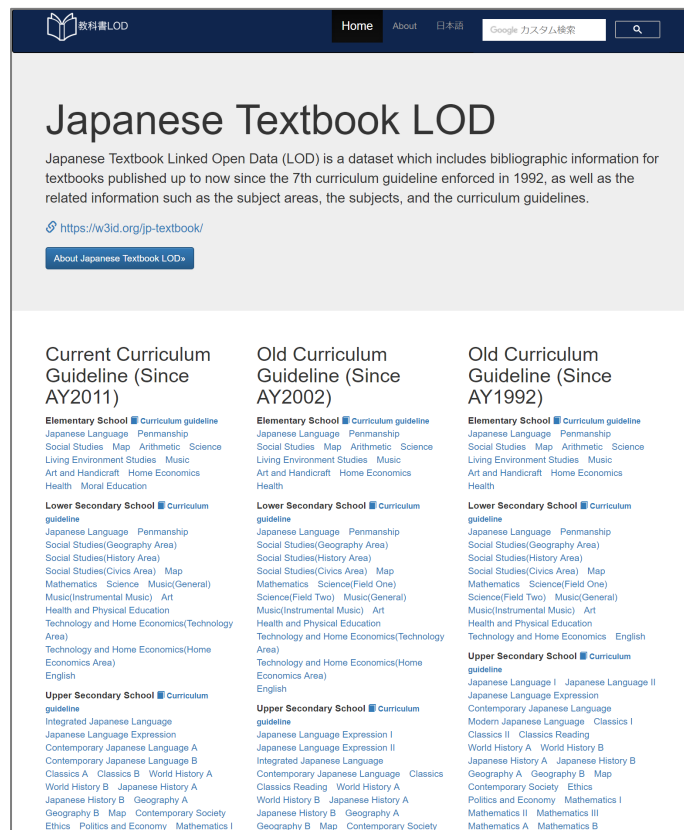 教科書LOD
Home About 日本語 Google カスタム検索
Japanese Textbook LOD
Japanese Textbook Linked Open Data (LOD) is a dataset which includes bibliographic information for
textbooks published up to now since the 7th curriculum guideline enforced in 1992, as well as the
related information such as the subject areas, the subjects, and the curriculum guidelines.
https://w3id.org/jp-textbook/
About Japanese Textbook LOD»
Current Curriculum
Guideline (Since
AY2011)
Elementary School Curriculum guideline
Japanese Language Penmanship
Social Studies Map Arithmetic Science
Living Environment Studies Music
Art and Handicraft Home Economics
Health Moral Education
Lower Secondary School Curriculum
guideline
Japanese Language Penmanship
Social Studies(Geography Area)
Social Studies(History Area)
Social Studies(Civics Area) Map
Mathematics Science Music(General)
Music(Instrumental Music) Art
Health and Physical Education
Technology and Home Economics(Technology
Area)
Technology and Home Economics(Home
Economics Area)
English
Upper Secondary School Curriculum
guideline
Integrated Japanese Language
Japanese Language Expression
Contemporary Japanese Language A
Contemporary Japanese Language B
Classics A Classics B World History A
World History B Japanese History A
Japanese History B Geography A
Geography B Map Contemporary Society
Ethics Politics and Economy Mathematics I
Old Curriculum
Guideline (Since
AY2002)
Elementary School Curriculum guideline
Japanese Language Penmanship
Social Studies Map Arithmetic Science
Living Environment Studies Music
Art and Handicraft Home Economics
Health
Lower Secondary School Curriculum
guideline
Japanese Language Penmanship
Social Studies(Geography Area)
Social Studies(History Area)
Social Studies(Civics Area) Map
Mathematics Science(Field One)
Science(Field Two) Music(General)
Music(Instrumental Music) Art
Health and Physical Education
Technology and Home Economics(Technology
Area)
Technology and Home Economics(Home
Economics Area)
English
Upper Secondary School Curriculum
guideline
Japanese Language Expression I
Japanese Language Expression II
Integrated Japanese Language
Contemporary Japanese Language Classics
Classics Reading World History A
World History B Japanese History A
Japanese History B Geography A
Geography B Map Contemporary Society
Old Curriculum
Guideline (Since
AY1992)
Elementary School Curriculum guideline
Japanese Language Penmanship
Social Studies Map Arithmetic Science
Living Environment Studies Music
Art and Handicraft Home Economics
Health
Lower Secondary School Curriculum
guideline
Japanese Language Penmanship
Social Studies(Geography Area)
Social Studies(History Area)
Social Studies(Civics Area) Map
Mathematics Science(Field One)
Science(Field Two) Music(General)
Music(Instrumental Music) Art
Health and Physical Education
Technology and Home Economics English
Upper Secondary School Curriculum
guideline
Japanese Language I Japanese Language II
Japanese Language Expression
Contemporary Japanese Language
Modern Japanese Language Classics I
Classics II Classics Reading
World History A World History B
Japanese History A Japanese History B
Geography A Geography B Map
Contemporary Society Ethics
Politics and Economy Mathematics I
Mathematics II Mathematics III
Mathematics A Mathematics B